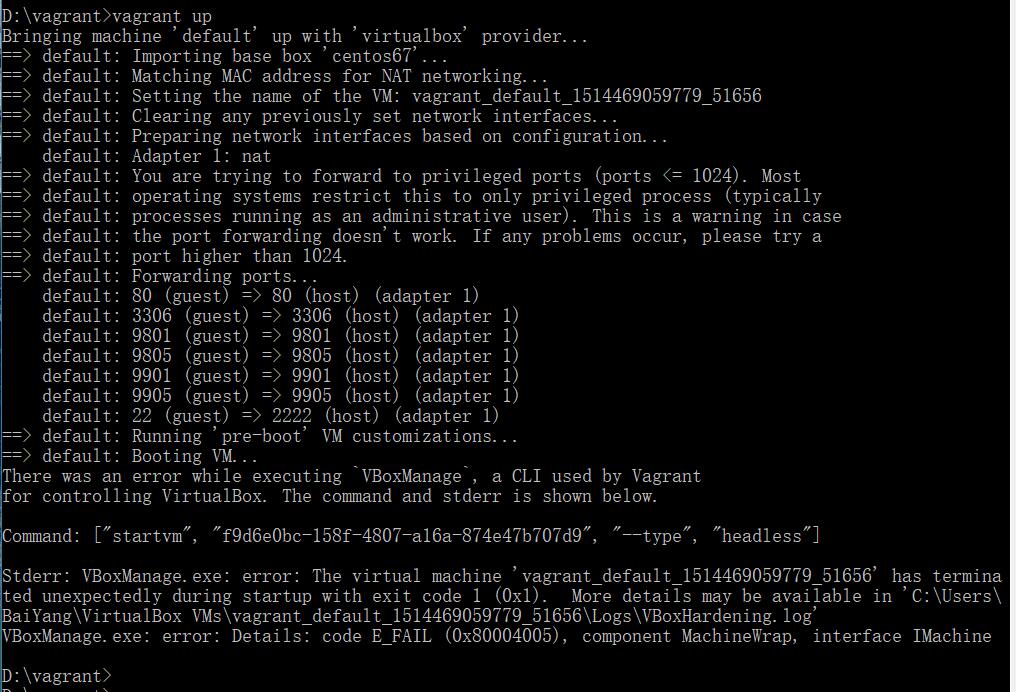 D:\vagrant>vagrant up
Bringing machine 'default' up with 'virtualbox' provider...
==> default: Importing base box 'centos67'...
==> default: Matching MAC address for NAT networking...
==> default: Setting the name of the VM: vagrant_default_1514469059779_51656
==> default: Clearing any previously set network interfaces...
==> default: Preparing network interfaces based on configuration...
    default: Adapter 1: nat
==> default: You are trying to forward to privileged ports (ports <= 1024). Most
==> default: operating systems restrict this to only privileged process (typically
==> default: processes running as an administrative user). This is a warning in case
==> default: the port forwarding doesn't work. If any problems occur, please try a
==> default: port higher than 1024.
==> default: Forwarding ports...
    default: 80 (guest) => 80 (host) (adapter 1)
    default: 3306 (guest) => 3306 (host) (adapter 1)
    default: 9801 (guest) => 9801 (host) (adapter 1)
    default: 9805 (guest) => 9805 (host) (adapter 1)
    default: 9901 (guest) => 9901 (host) (adapter 1)
    default: 9905 (guest) => 9905 (host) (adapter 1)
    default: 22 (guest) => 2222 (host) (adapter 1)
==> default: Running 'pre-boot' VM customizations...
==> default: Booting VM...
There was an error while executing `VBoxManage`, a CLI used by Vagrant
for controlling VirtualBox. The command and stderr is shown below.

Command: ["startvm", "f9d6e0bc-158f-4807-a16a-874e47b707d9", "--type", "headless"]

Stderr: VBoxManage.exe: error: The virtual machine 'vagrant_default_1514469059779_51656' has termina
ted unexpectedly during startup with exit code 1 (0x1).  More details may be available in 'C:\Users\
BaiYang\VirtualBox VMs\vagrant_default_1514469059779_51656\Logs\VBoxHardening.log'
VBoxManage.exe: error: Details: code E_FAIL (0x80004005), component MachineWrap, interface IMachine

D:\vagrant>